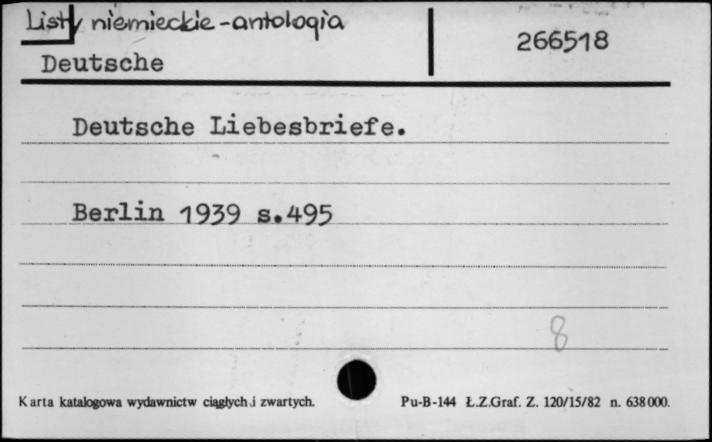 Listy niemieckie - antologia
266518
Deutsche
Deutsche Liebesbriefe.
Berlin 1939 s.495
8
Karta katalogowa wydawnictw ciągłych i zwartych.
Pu-B-144 Ł.Z.Graf. Z. 120/15/82 n. 638000.